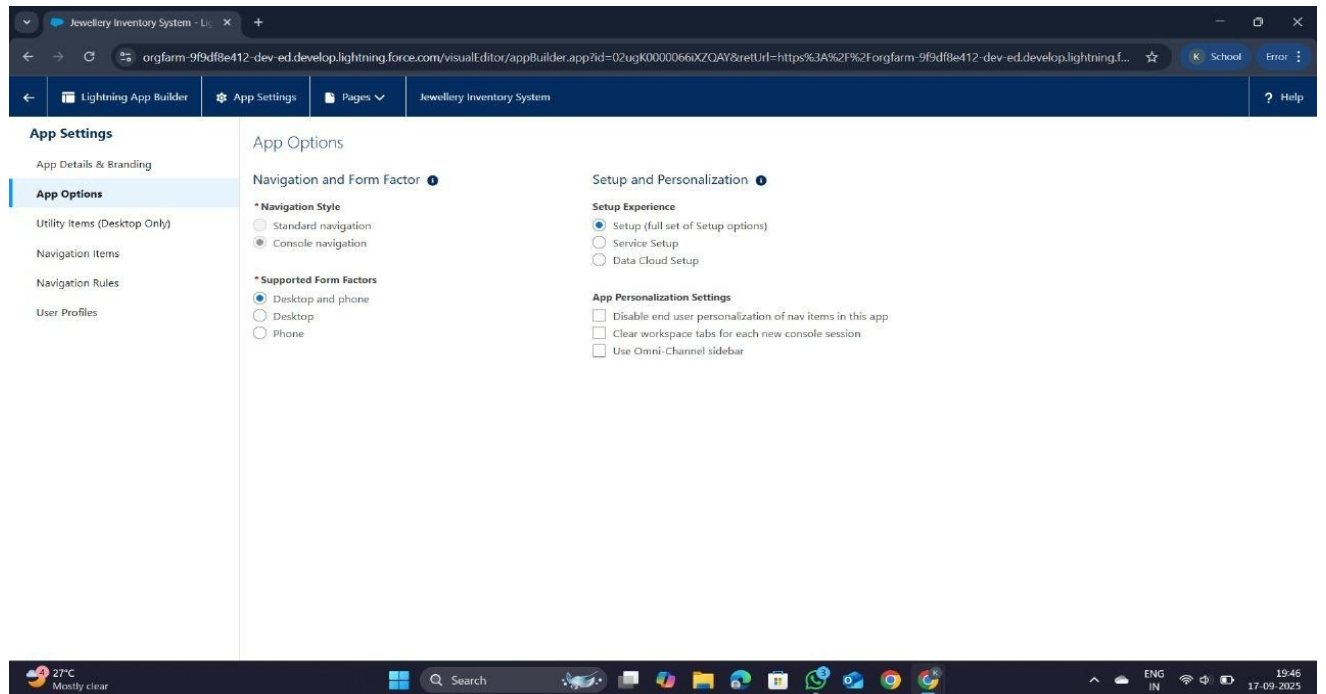 Jewellery Inventory System - Lig
orgfarm-9f9df8e412-dev-ed.develop.lightning.force.com/visualEditor/appBuilder.app?id=02ugK0000066iXZQAY&retUrl=https%3A%2F%2Forgfarm-9f9df8e412-dev-ed.develop.lightning.f...
K School
Error
Lightning App Builder
App Settings
Pages
Jewellery Inventory System
? Help
App Settings
App Details & Branding
App Options
Utility Items (Desktop Only)
Navigation Items
Navigation Rules
User Profiles
App Options
Navigation and Form Factor
*Navigation Style
Standard navigation
Console navigation
*Supported Form Factors
Desktop and phone
Desktop
Phone
Setup and Personalization
Setup Experience
Setup (full set of Setup options)
Service Setup
Data Cloud Setup
App Personalization Settings
Disable end user personalization of nav items in this app
Clear workspace tabs for each new console session
Use Omni-Channel sidebar
4
27°C
Mostly clear
Search
3
K
ENG
IN
19:46
17-09-2025